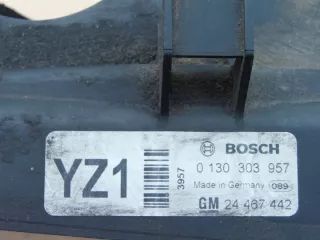 BOSCH
YZ1
3957
0 130 303 957
Made in Germany 089
GM 24 467 442